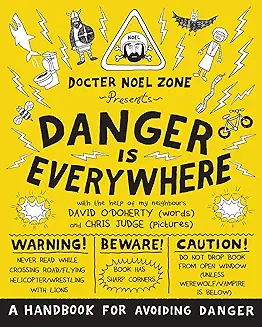 NOEL
DOCTER NOEL ZONE
Presents
DANGER
IS
EVERYWHERE
with the help of my neighbours
DAVID O'DOHERTY (words)
and CHRIS JUDGE (pictures)
WARNING!
NEVER READ WHILE
CROSSING ROAD/FLYING
HELICOPTER/WRESTLING
WITH LIONS
BEWARE!
BOOK HAS
SHARP CORNERS
CAUTION!
DO NOT DROP BOOK
FROM OPEN WINDOW
(UNLESS
WEREWOLF/VAMPIRE
IS BELOW)
A HANDBOOK FOR AVOIDING DANGER